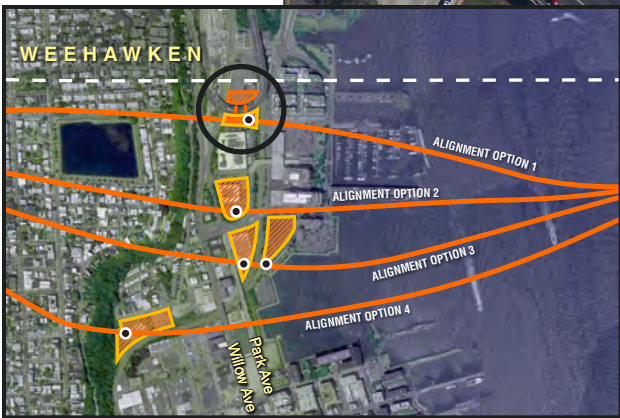 WEEHAWKEN
ALIGNMENT OPTION 1
ALIGNMENT OPTION 2
ALIGNMENT OPTION 3
ALIGNMENT OPTION 4
Park Ave
Willow Ave